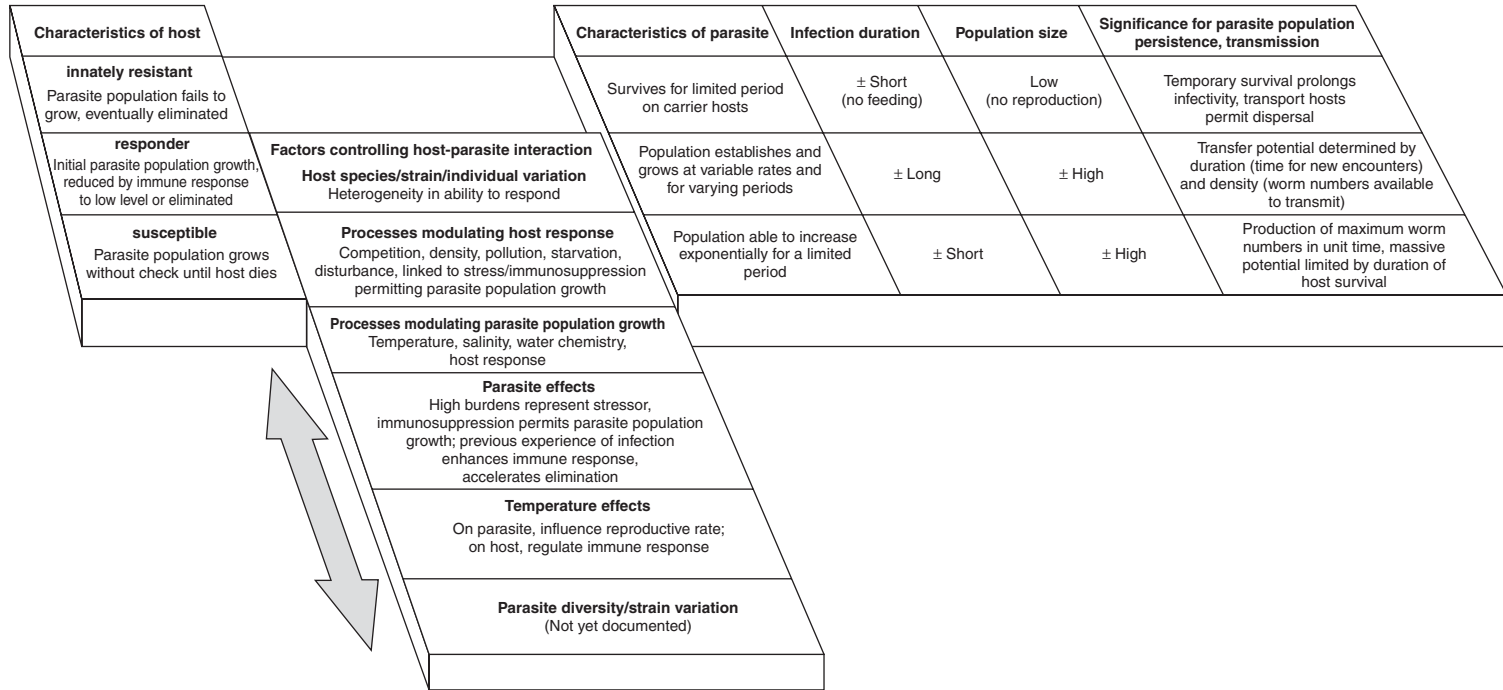 Characteristics of host
innately resistant
Parasite population fails to
grow, eventually eliminated
responder
Initial parasite population growth,
reduced by immune response
to low level or eliminated
susceptible
Parasite population grows
without check until host dies
Factors controlling host-parasite interaction
Host species/strain/individual variation
Heterogeneity in ability to respond
Processes modulating host response
Competition, density, pollution, starvation,
disturbance, linked to stress/immunosuppression
permitting parasite population growth
Processes modulating parasite population growth
Temperature, salinity, water chemistry,
host response
Parasite effects
High burdens represent stressor,
immunosuppression permits parasite population
growth; previous experience of infection
enhances immune response,
accelerates elimination
Temperature effects
On parasite, influence reproductive rate;
on host, regulate immune response
Parasite diversity/strain variation
(Not yet documented)
Characteristics of parasite
Infection duration
Population size
Significance for parasite population
persistence, transmission
Survives for limited period
on carrier hosts
± Short
(no feeding)
Low
(no reproduction)
Temporary survival prolongs
infectivity, transport hosts
permit dispersal
Population establishes and
grows at variable rates and
for varying periods
± Long
± High
Transfer potential determined by
duration (time for new encounters)
and density (worm numbers available
to transmit)
Population able to increase
exponentially for a limited
period
± Short
± High
Production of maximum worm
numbers in unit time, massive
potential limited by duration of
host survival